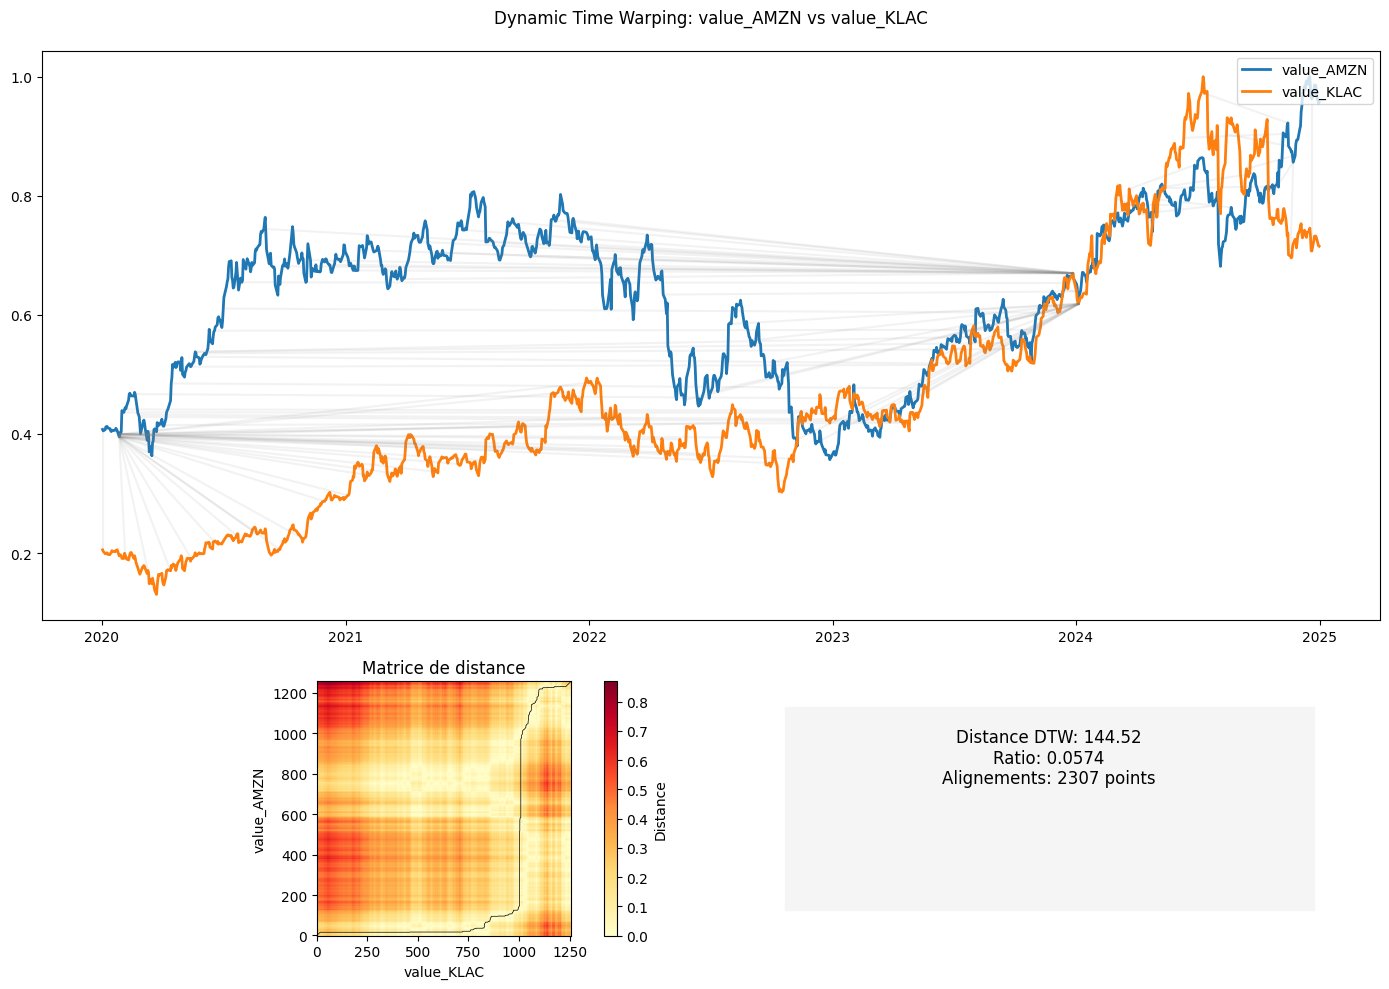 Dynamic Time Warping: value_AMZN vs value_KLAC
value_AMZN
value_KLAC
1.0
0.8
0.6
0.4
0.2
2020 2021 2022 2023 2024 2025
Matrice de distance
value_AMZN
1200
1000
800
600
400
200
0
0 250 500 750 1000 1250
value_KLAC
0.8
0.7
0.6
0.5
0.4
0.3
0.2
0.1
0.0
Distance
Distance DTW: 144.52
Ratio: 0.0574
Alignements: 2307 points